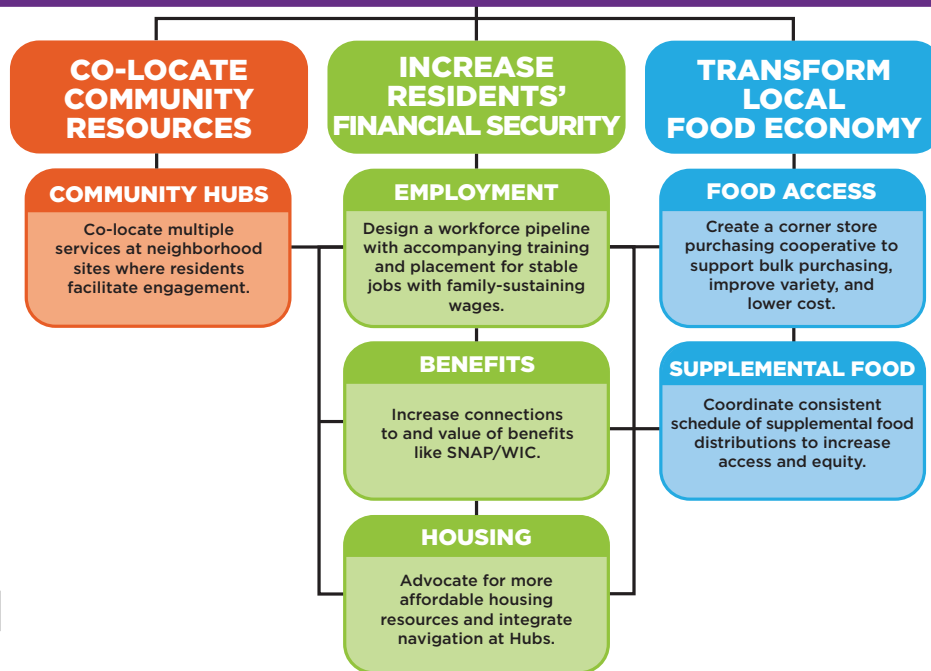 CO-LOCATE
COMMUNITY
RESOURCES
COMMUNITY HUBS
Co-locate multiple
services at neighborhood
sites where residents
facilitate engagement.
INCREASE
RESIDENTS'
FINANCIAL SECURITY
EMPLOYMENT
Design a workforce pipeline
with accompanying training
and placement for stable
jobs with family-sustaining
wages.
BENEFITS
Increase connections
to and value of benefits
like SNAP/WIC.
HOUSING
Advocate for more
affordable housing
resources and integrate
navigation at Hubs.
TRANSFORM
LOCAL
FOOD ECONOMY
FOOD ACCESS
Create a corner store
purchasing cooperative to
support bulk purchasing,
improve variety, and
lower cost.
SUPPLEMENTAL FOOD
Coordinate consistent
schedule of supplemental food
distributions to increase
access and equity.